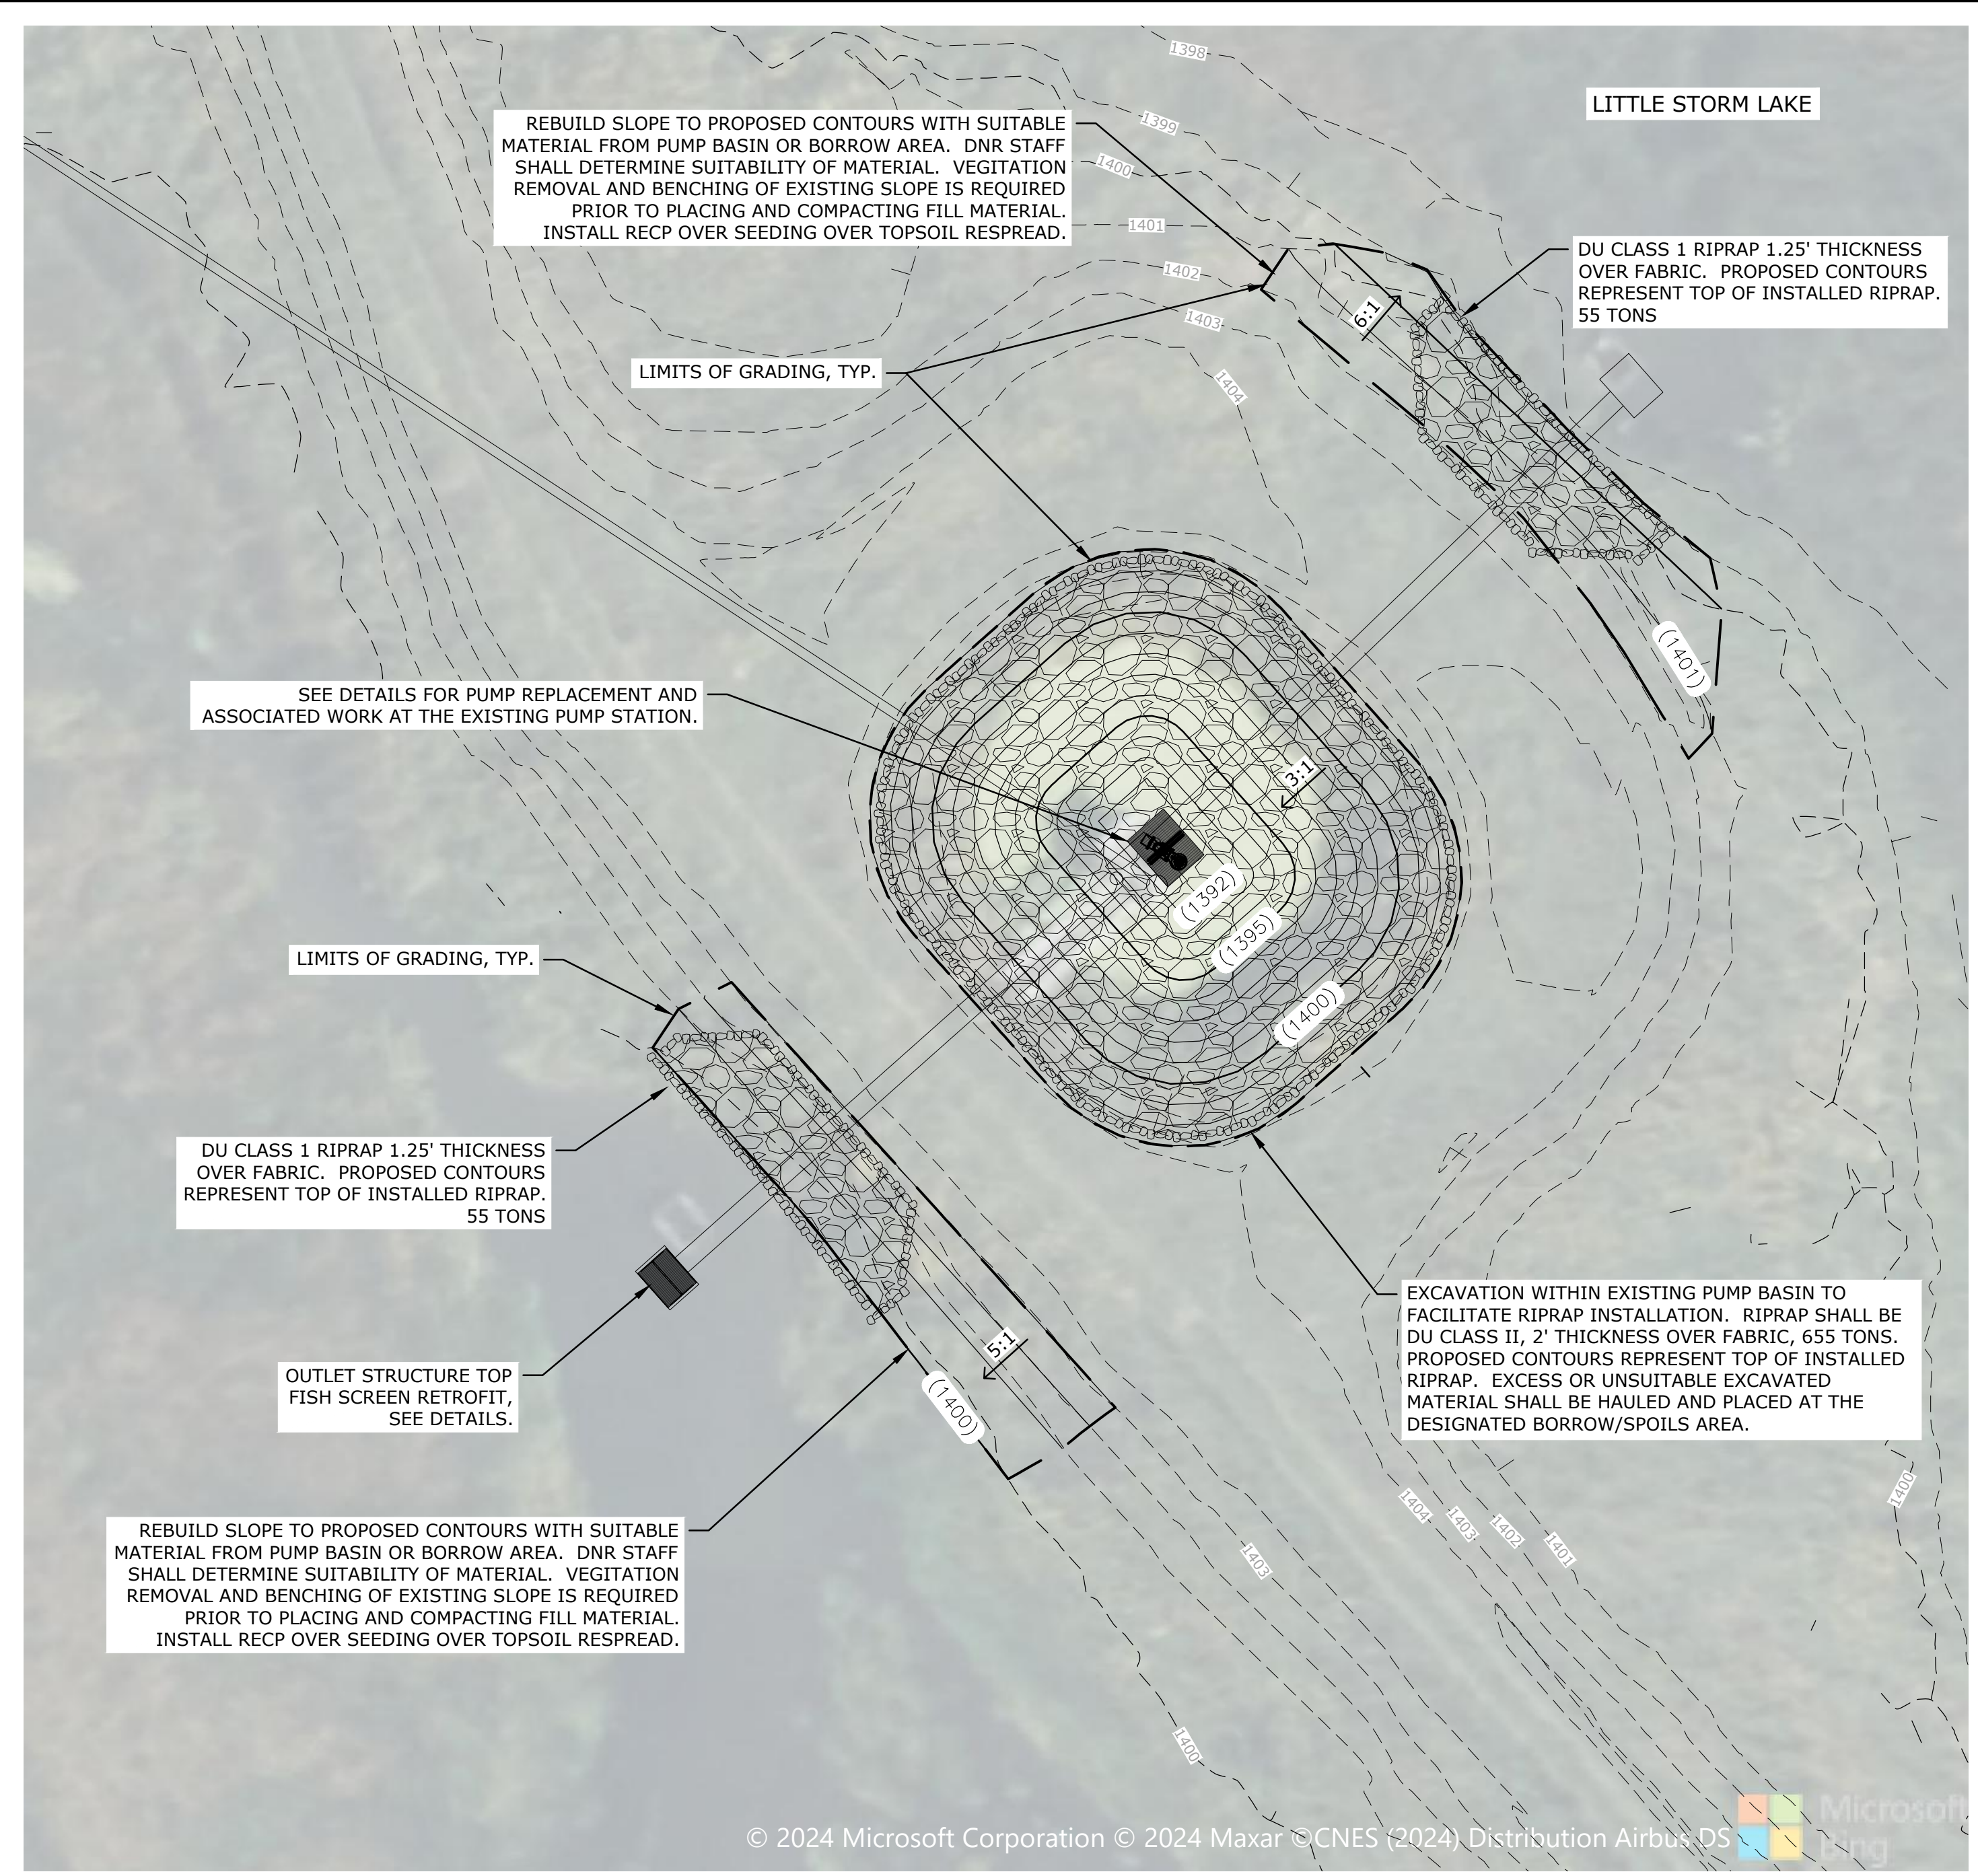 1398
LITTLE STORM LAKE
REBUILD SLOPE TO PROPOSED CONTOURS WITH SUITABLE
MATERIAL FROM PUMP BASIN OR BORROW AREA.  DNR STAFF
SHALL DETERMINE SUITABILITY OF MATERIAL.  VEGITATION
REMOVAL AND BENCHING OF EXISTING SLOPE IS REQUIRED
PRIOR TO PLACING AND COMPACTING FILL MATERIAL.
INSTALL RECP OVER SEEDING OVER TOPSOIL RESPREAD.
1399
1400
1401
1402
1403
1404
DU CLASS 1 RIPRAP 1.25' THICKNESS
OVER FABRIC.  PROPOSED CONTOURS
REPRESENT TOP OF INSTALLED RIPRAP.
55 TONS
6:1
LIMITS OF GRADING, TYP.
(1401)
SEE DETAILS FOR PUMP REPLACEMENT AND
ASSOCIATED WORK AT THE EXISTING PUMP STATION.
3:1
(1392)
(1395)
(1400)
LIMITS OF GRADING, TYP.
DU CLASS 1 RIPRAP 1.25' THICKNESS
OVER FABRIC.  PROPOSED CONTOURS
REPRESENT TOP OF INSTALLED RIPRAP.
55 TONS
EXCAVATION WITHIN EXISTING PUMP BASIN TO
FACILITATE RIPRAP INSTALLATION.  RIPRAP SHALL BE
DU CLASS II, 2' THICKNESS OVER FABRIC, 655 TONS.
PROPOSED CONTOURS REPRESENT TOP OF INSTALLED
RIPRAP.  EXCESS OR UNSUITABLE EXCAVATED
MATERIAL SHALL BE HAULED AND PLACED AT THE
DESIGNATED BORROW/SPOILS AREA.
OUTLET STRUCTURE TOP
FISH SCREEN RETROFIT,
SEE DETAILS.
5:1
(1400)
REBUILD SLOPE TO PROPOSED CONTOURS WITH SUITABLE
MATERIAL FROM PUMP BASIN OR BORROW AREA.  DNR STAFF
SHALL DETERMINE SUITABILITY OF MATERIAL.  VEGITATION
REMOVAL AND BENCHING OF EXISTING SLOPE IS REQUIRED
PRIOR TO PLACING AND COMPACTING FILL MATERIAL.
INSTALL RECP OVER SEEDING OVER TOPSOIL RESPREAD.
1403
1404
1403
1402
1401
1400
1400
© 2024 Microsoft Corporation © 2024 Maxar ©CNES (2024) Distribution Airbus DS
Microsoft
Bing